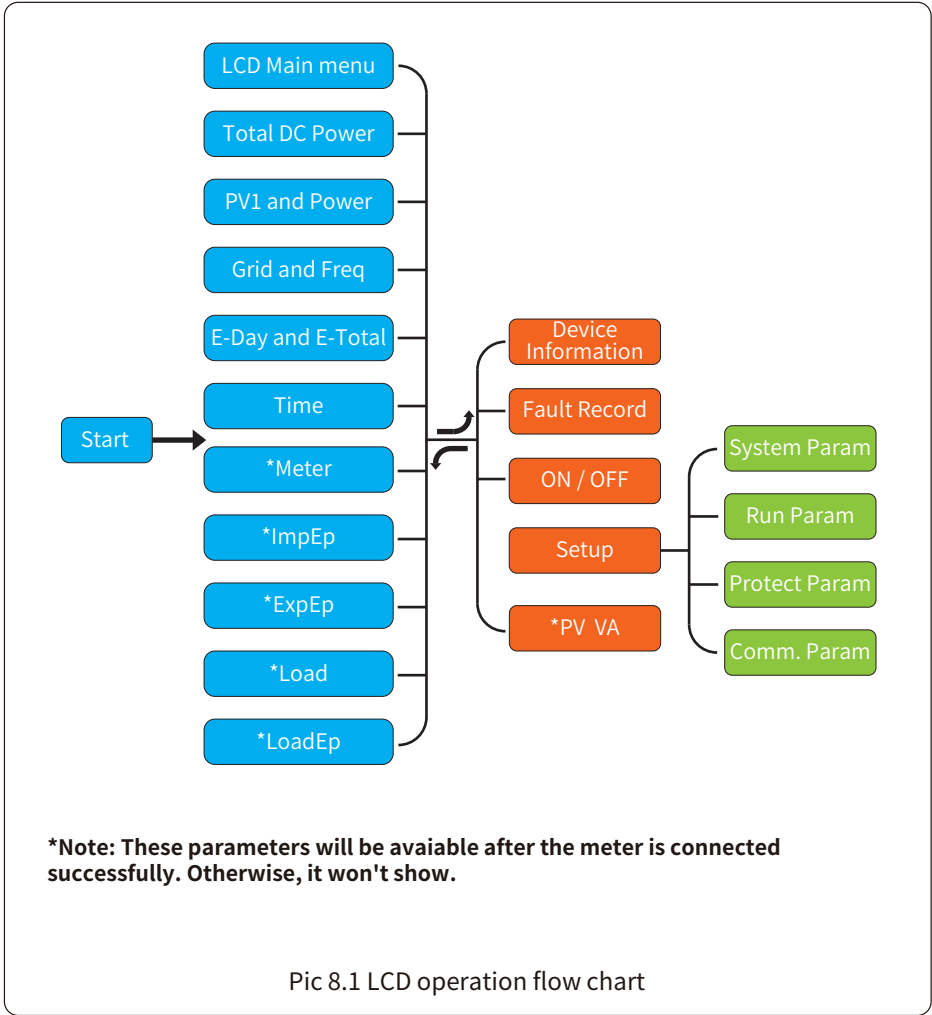 LCD Main menu
Total DC Power
PV1 and Power
Grid and Freq
E-Day and E-Total
Time
Start
*Meter
*ImpEp
*ExpEp
*Load
*LoadEp
Device
Information
Fault Record
ON / OFF
Setup
*PV VA
System Param
Run Param
Protect Param
Comm. Param
*Note: These parameters will be avaiable after the meter is connected
successfully. Otherwise, it won't show.
Pic 8.1 LCD operation flow chart